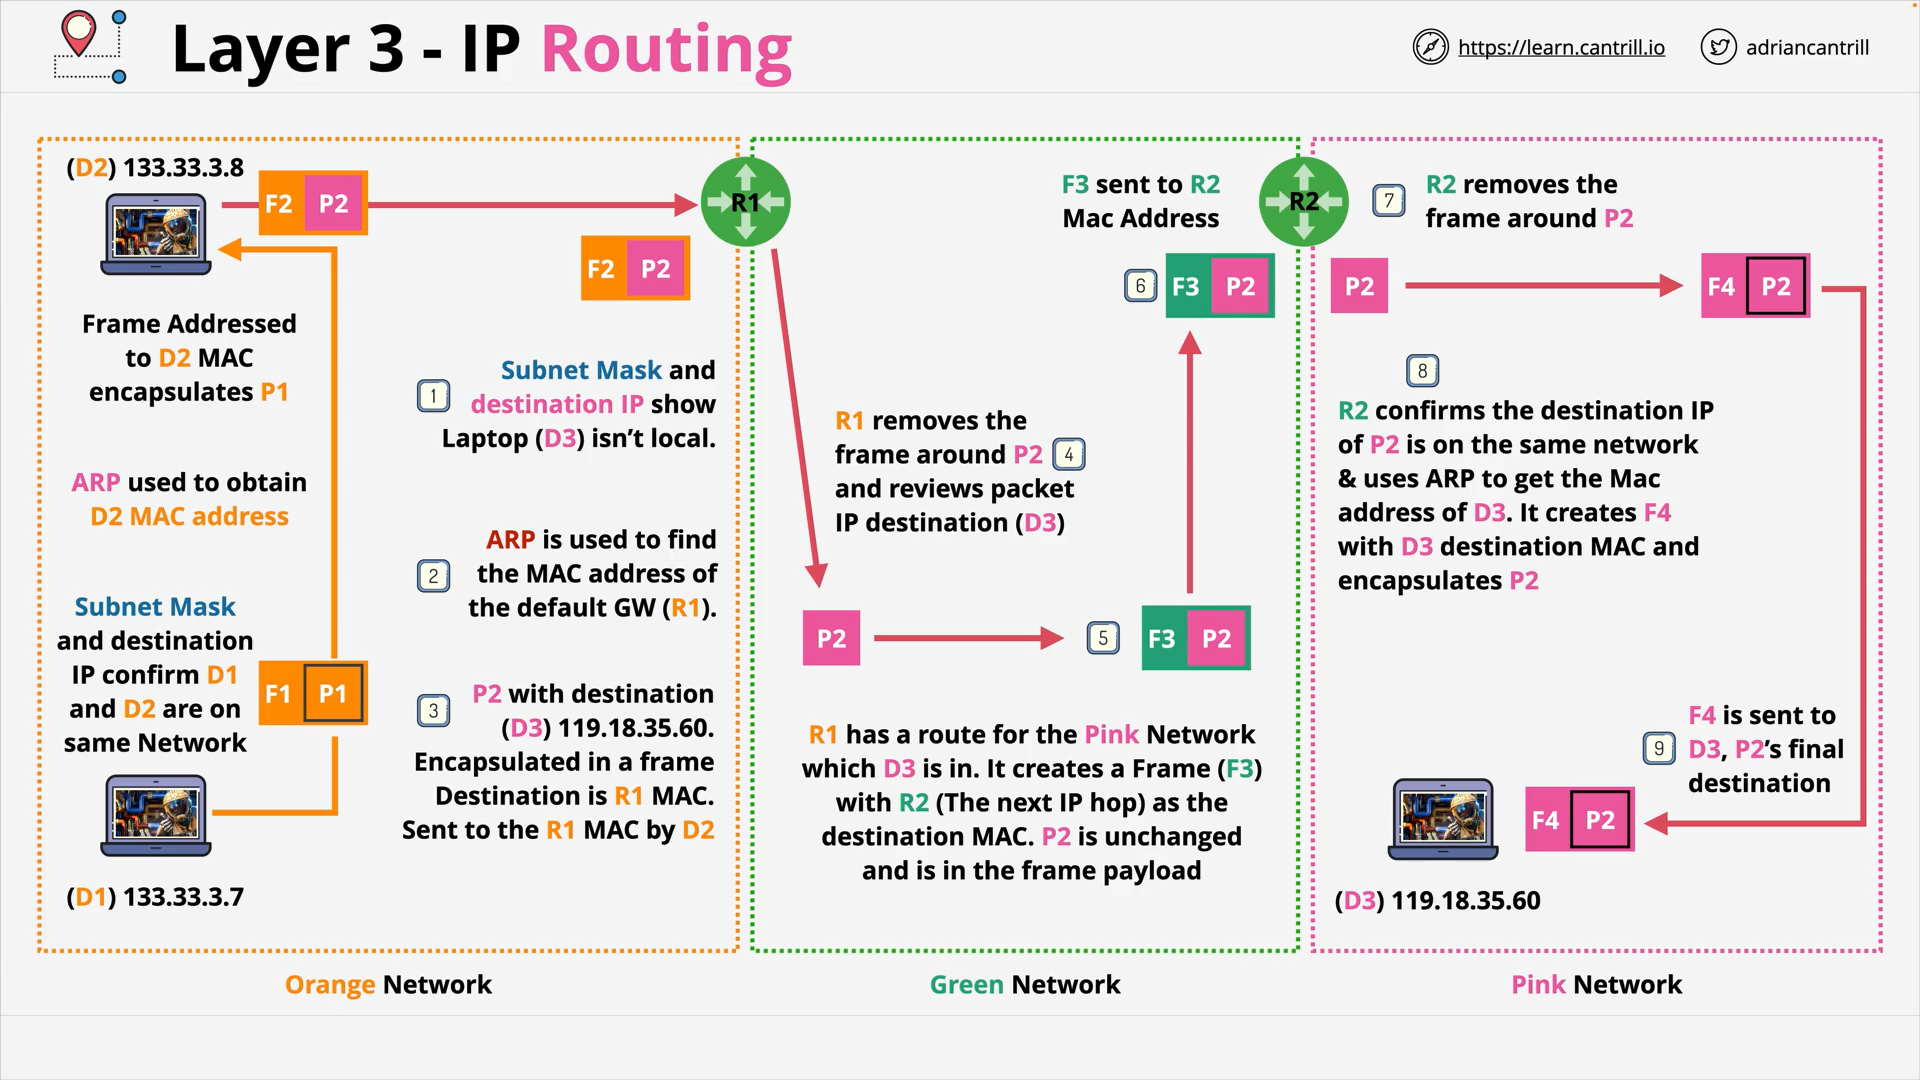 Layer 3 - IP Routing
https://learn.cantrill.io
adriancantrill
(D2) 133.33.3.8
F2 P2
R1
F2 P2
Frame Addressed
to D2 MAC
encapsulates P1
ARP used to obtain
D2 MAC address
Subnet Mask
and destination
IP confirm D1
and D2 are on
same Network
F1 P1
(D1) 133.33.3.7
1
Subnet Mask and
destination IP show
Laptop (D3) isn't local.
2
ARP is used to find
the MAC address of
the default GW (R1).
3
P2 with destination
(D3) 119.18.35.60.
Encapsulated in a frame
Destination is R1 MAC.
Sent to the R1 MAC by D2
Orange Network
R1 removes the
frame around P2 4
and reviews packet
IP destination (D3)
P2
5
F3 P2
R1 has a route for the Pink Network
which D3 is in. It creates a Frame (F3)
with R2 (The next IP hop) as the
destination MAC. P2 is unchanged
and is in the frame payload
F3 sent to R2
Mac Address
6
F3 P2
Green Network
R2
7
R2 removes the
frame around P2
P2
F4 P2
8
R2 confirms the destination IP
of P2 is on the same network
& uses ARP to get the Mac
address of D3. It creates F4
with D3 destination MAC and
encapsulates P2
9
F4 is sent to
D3, P2's final
destination
F4 P2
(D3) 119.18.35.60
Pink Network